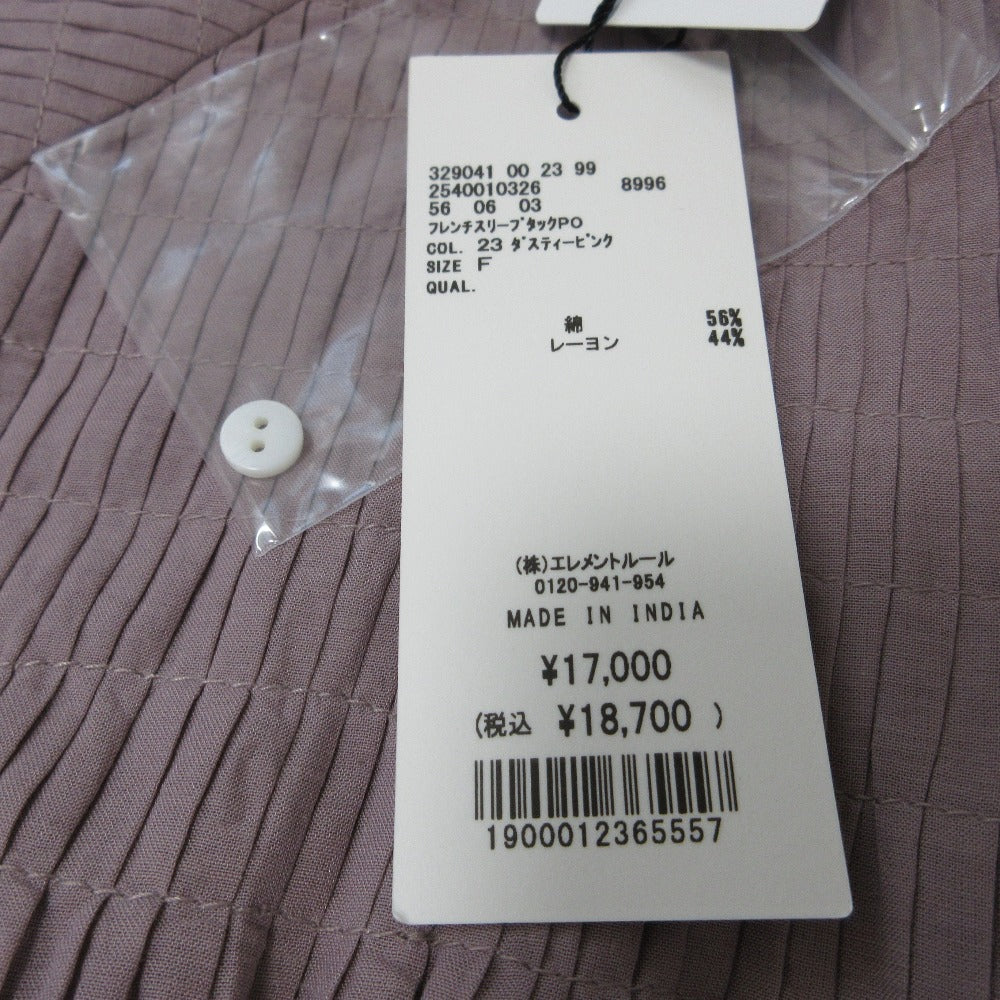 329041 00 23 99
2540010326 8996
56 06 03
フレンチスリーブタックPO
COL. 23 ダスティーピンク
SIZE F
QUAL.
綿 56%
レーヨン 44%
(株)エレメントルール
0120-941-954
MADE IN INDIA
¥17,000
(税込 ¥18,700 )
1900012365557